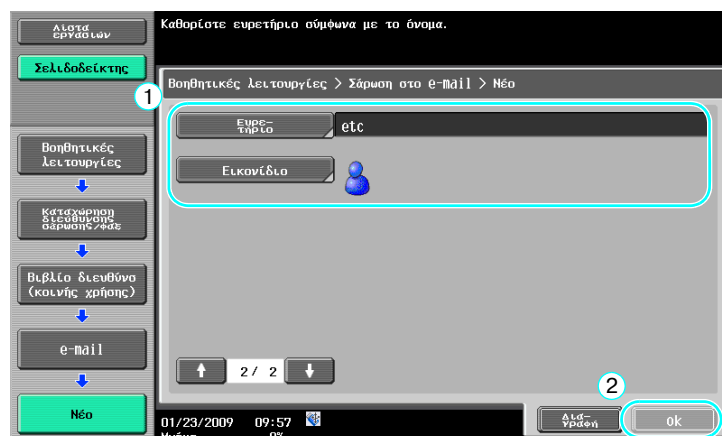 Λίστα
εργασιών
Καθορίστε ευρετήριο σύμφωνα με το όνομα.
Σελιδοδείκτης
1
Βοηθητικές λειτουργίες > Σάρωση στο e-mail > Νέο
Ευρε-
τήριο
etc
Εικονίδιο
Βοηθητικές
λειτουργίες
Καταχώρηση
διεύθυνσης
σάρωσης/φαξ
Βιβλίο διευθύνσ
(κοινής χρήσης)
e-mail
Νέο
2/ 2
2
Δια-
γραφή
ok
01/23/2009 09:57
Μνήμη 0%